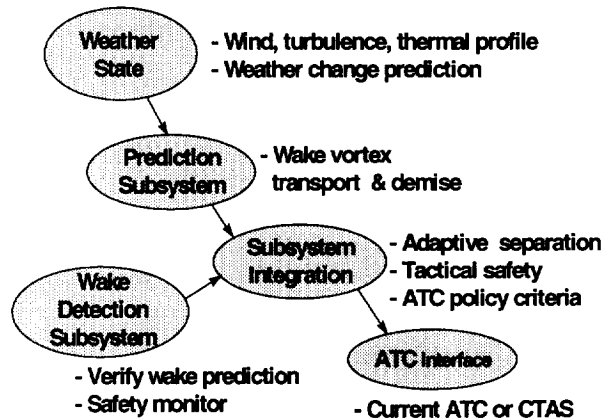 Weather
State
- Wind, turbulence, thermal profile
- Weather change prediction
Prediction
Subsystem
- Wake vortex
transport & demise
Subsystem
Integration
- Adaptive separation
- Tactical safety
- ATC policy criteria
Wake
Detection
Subsystem
- Verify wake prediction
- Safety monitor
ATC Interface
- Current ATC or CTAS